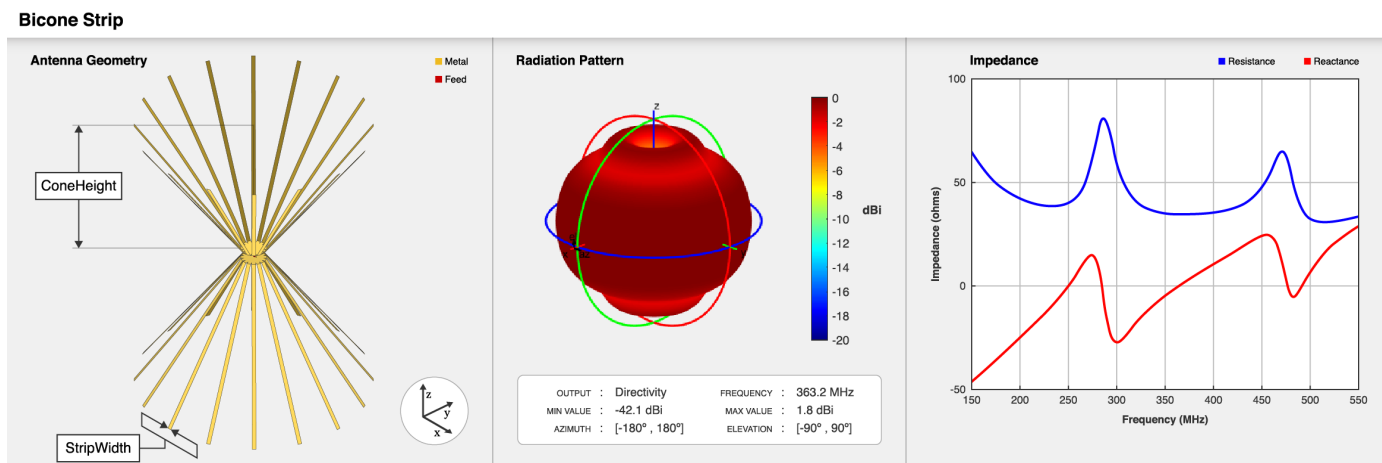 Bicone Strip
Antenna Geometry
Metal
Feed
ConeHeight
StripWidth
z
y
x
Radiation Pattern
z
0
-2
-4
-6
-8
-10
-12
-14
-16
-18
-20
dBi
OUTPUT : Directivity FREQUENCY : 363.2 MHz
MIN VALUE : -42.1 dBi MAX VALUE : 1.8 dBi
AZIMUTH : [-180° , 180°] ELEVATION : [-90° , 90°]
Impedance
Resistance Reactance
Impedance (ohms)
100
50
0
-50
150 200 250 300 350 400 450 500 550
Frequency (MHz)